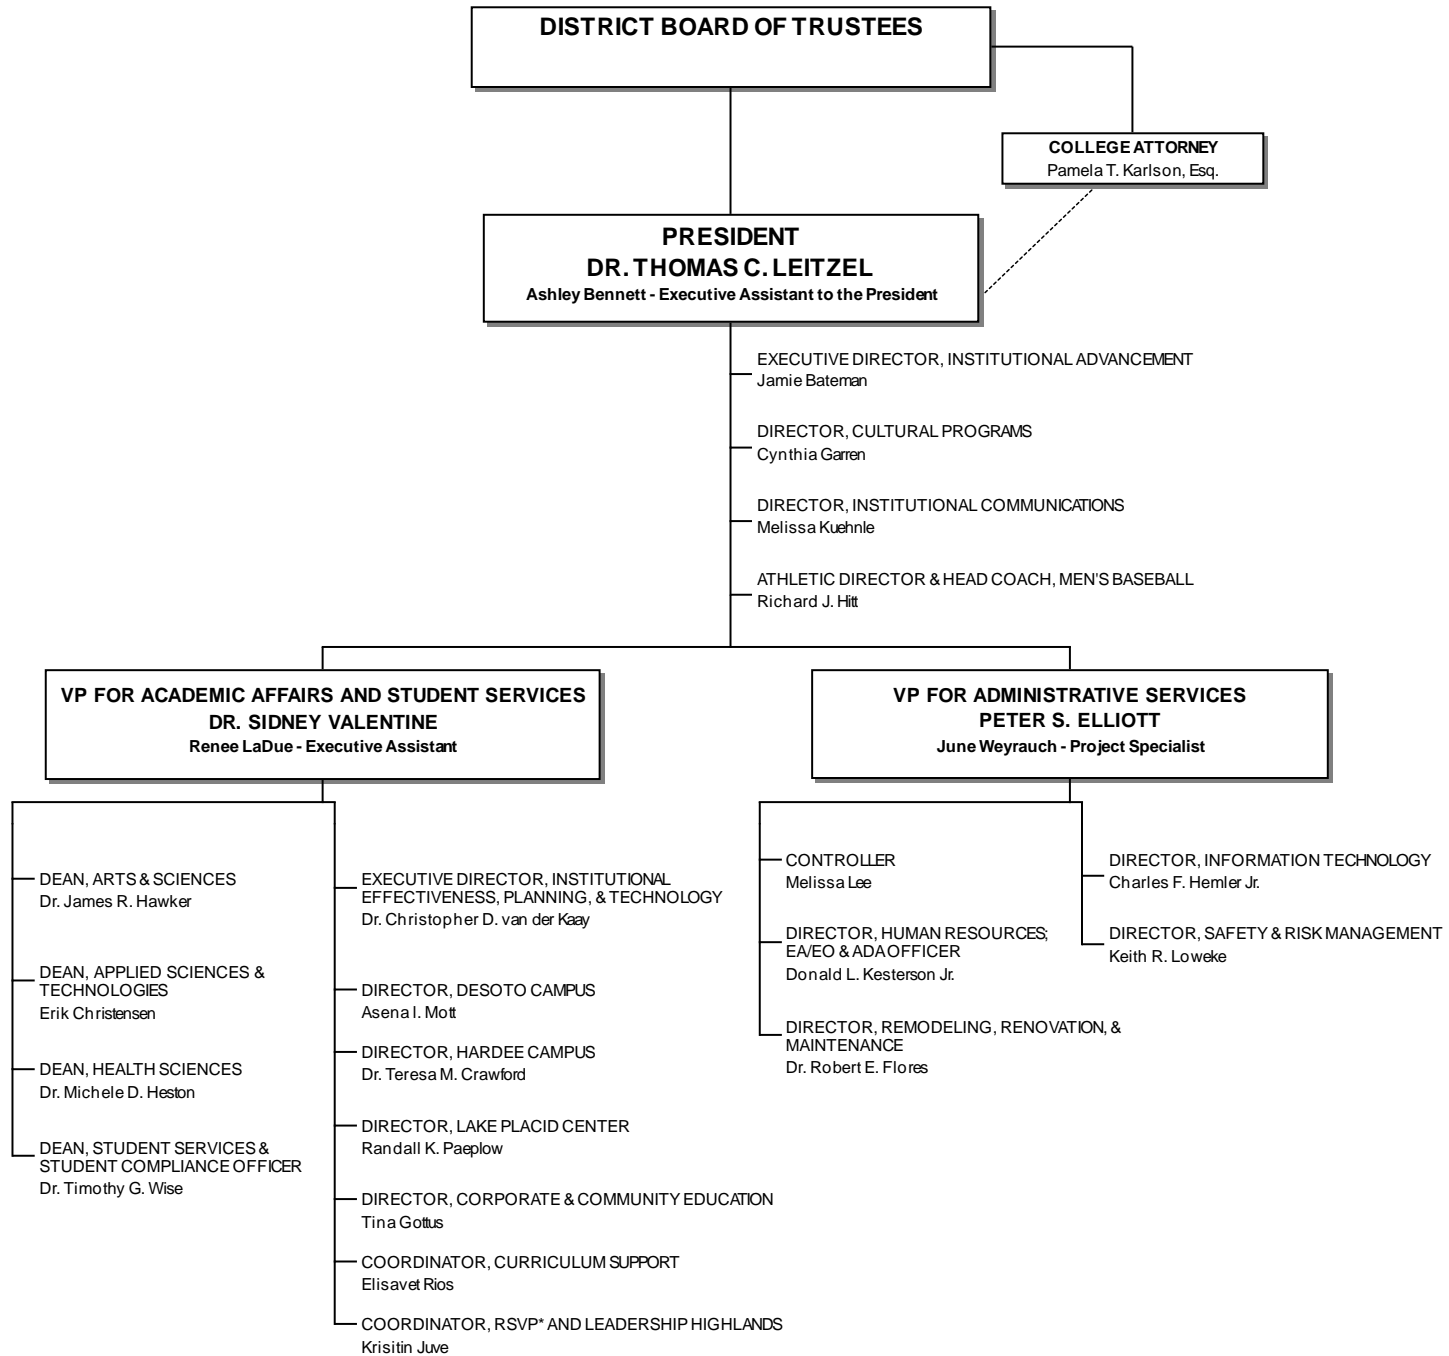 DISTRICT BOARD OF TRUSTEES
COLLEGE ATTORNEY
Pamela T. Karlson, Esq.
PRESIDENT
DR. THOMAS C. LEITZEL
Ashley Bennett - Executive Assistant to the President
EXECUTIVE DIRECTOR, INSTITUTIONAL ADVANCEMENT
Jamie Bateman
DIRECTOR, CULTURAL PROGRAMS
Cynthia Garren
DIRECTOR, INSTITUTIONAL COMMUNICATIONS
Melissa Kuehnle
ATHLETIC DIRECTOR & HEAD COACH, MEN'S BASEBALL
Richard J. Hitt
VP FOR ACADEMIC AFFAIRS AND STUDENT SERVICES
DR. SIDNEY VALENTINE
Renee LaDue - Executive Assistant
DEAN, ARTS & SCIENCES
Dr. James R. Hawker
DEAN, APPLIED SCIENCES &
TECHNOLOGIES
Erik Christensen
DEAN, HEALTH SCIENCES
Dr. Michele D. Heston
DEAN, STUDENT SERVICES &
STUDENT COMPLIANCE OFFICER
Dr. Timothy G. Wise
EXECUTIVE DIRECTOR, INSTITUTIONAL
EFFECTIVENESS, PLANNING, & TECHNOLOGY
Dr. Christopher D. van der Kaay
DIRECTOR, DESOTO CAMPUS
Asena I. Mott
DIRECTOR, HARDEE CAMPUS
Dr. Teresa M. Crawford
DIRECTOR, LAKE PLACID CENTER
Randall K. Paeplow
DIRECTOR, CORPORATE & COMMUNITY EDUCATION
Tina Gottus
COORDINATOR, CURRICULUM SUPPORT
Elisavet Rios
COORDINATOR, RSVP* AND LEADERSHIP HIGHLANDS
Krisitin Juve
VP FOR ADMINISTRATIVE SERVICES
PETER S. ELLIOTT
June Weyrauch - Project Specialist
CONTROLLER
Melissa Lee
DIRECTOR, HUMAN RESOURCES;
EA/EO & ADA OFFICER
Donald L. Kesterson Jr.
DIRECTOR, REMODELING, RENOVATION, &
MAINTENANCE
Dr. Robert E. Flores
DIRECTOR, INFORMATION TECHNOLOGY
Charles F. Hemler Jr.
DIRECTOR, SAFETY & RISK MANAGEMENT
Keith R. Loweke